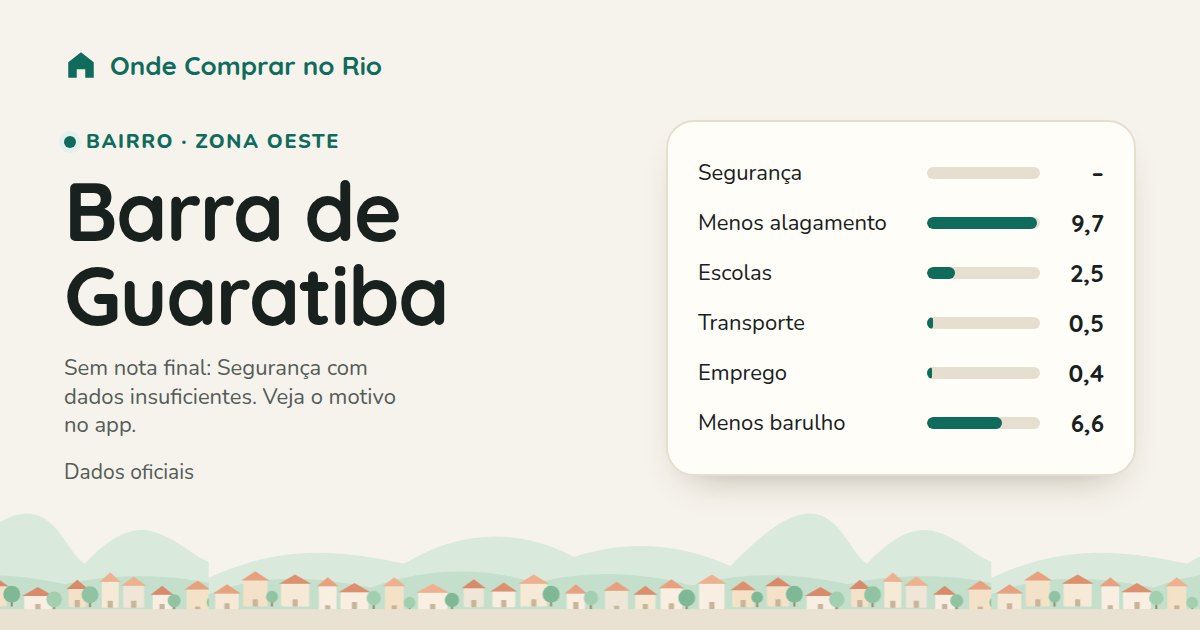 Onde Comprar no Rio
BAIRRO · ZONA OESTE
Barra de
Guaratiba
Sem nota final: Segurança com
dados insuficientes. Veja o motivo
no app.
Dados oficiais
Segurança –
Menos alagamento 9,7
Escolas 2,5
Transporte 0,5
Emprego 0,4
Menos barulho 6,6